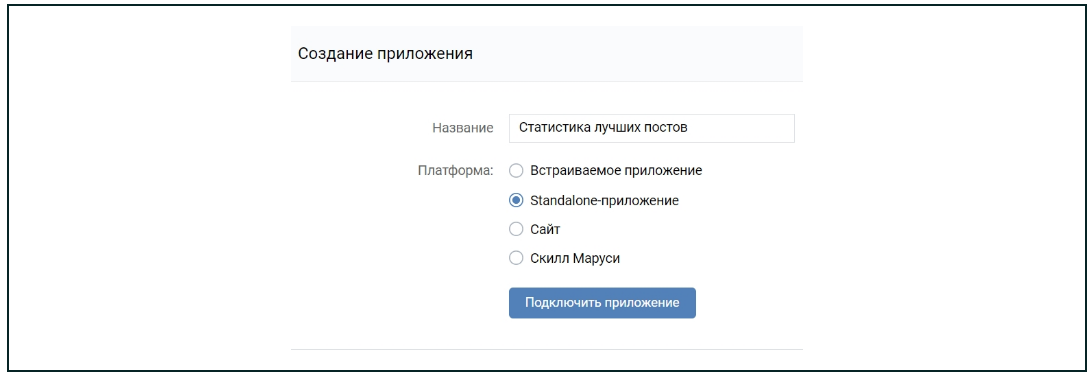 Создание приложения
Название Статистика лучших постов
Платформа: Встраиваемое приложение
Standalone-приложение
Сайт
Скилл Маруси
Подключить приложение